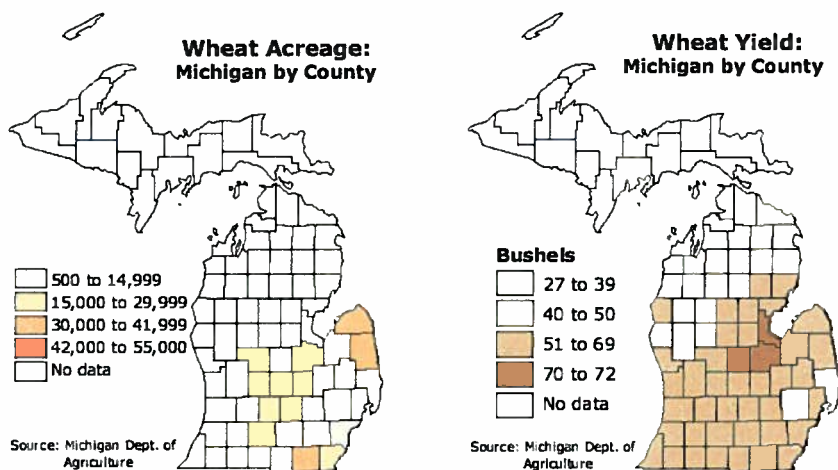 Wheat Acreage:
Michigan by County
500 to 14,999
15,000 to 29,999
30,000 to 41,999
42,000 to 55,000
No data
Source: Michigan Dept. of
Agriculture
Wheat Yield:
Michigan by County
Bushels
27 to 39
40 to 50
51 to 69
70 to 72
No data
Source: Michigan Dept. of
Agriculture